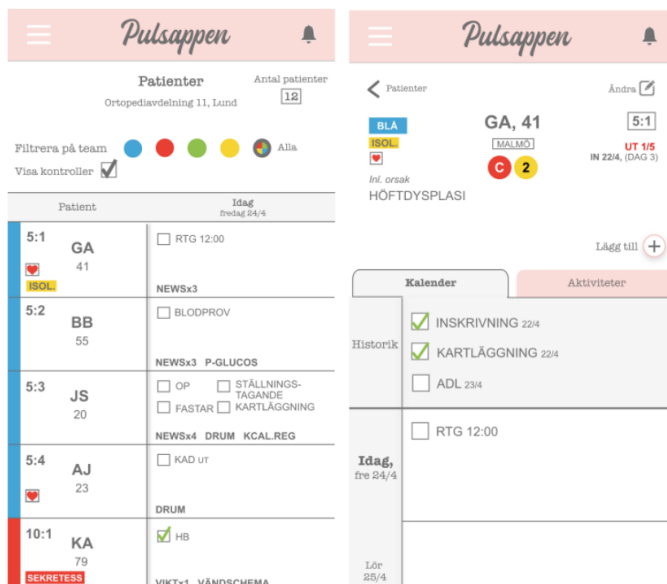 Pulsappen
Patienter
Antal patienter
Ortopediavdelning 11, Lund
12
Filtrera på team
Alla
Visa kontroller
Patient
Idag
fredag 24/4
5:1
GA
41
ISOL.
RTG 12:00
NEWSx3
5:2
BB
55
BLODPROV
NEWSx3 P-GLUCOS
5:3
JS
20
OP
STÄLLNINGS-
TAGANDE
FASTAR
KARTLÄGGNING
NEWSx4 DRUM KCAL.REG
5:4
AJ
23
KAD UT
DRUM
10:1
KA
79
SEKRETESS
HB
VIKTx1 VÄNDSCHEMA
Pulsappen
Patienter
Ändra
BLÅ
GA, 41
5:1
ISOL.
MALMÖ
UT 1/5
IN 22/4, (DAG 3)
C
2
Inl. orsak
HÖFTDYSPLASI
Lägg till
Kalender
Aktiviteter
Historik
INSKRIVNING 22/4
KARTLÄGGNING 22/4
ADL 23/4
Idag,
fre 24/4
RTG 12:00
Lör
25/4